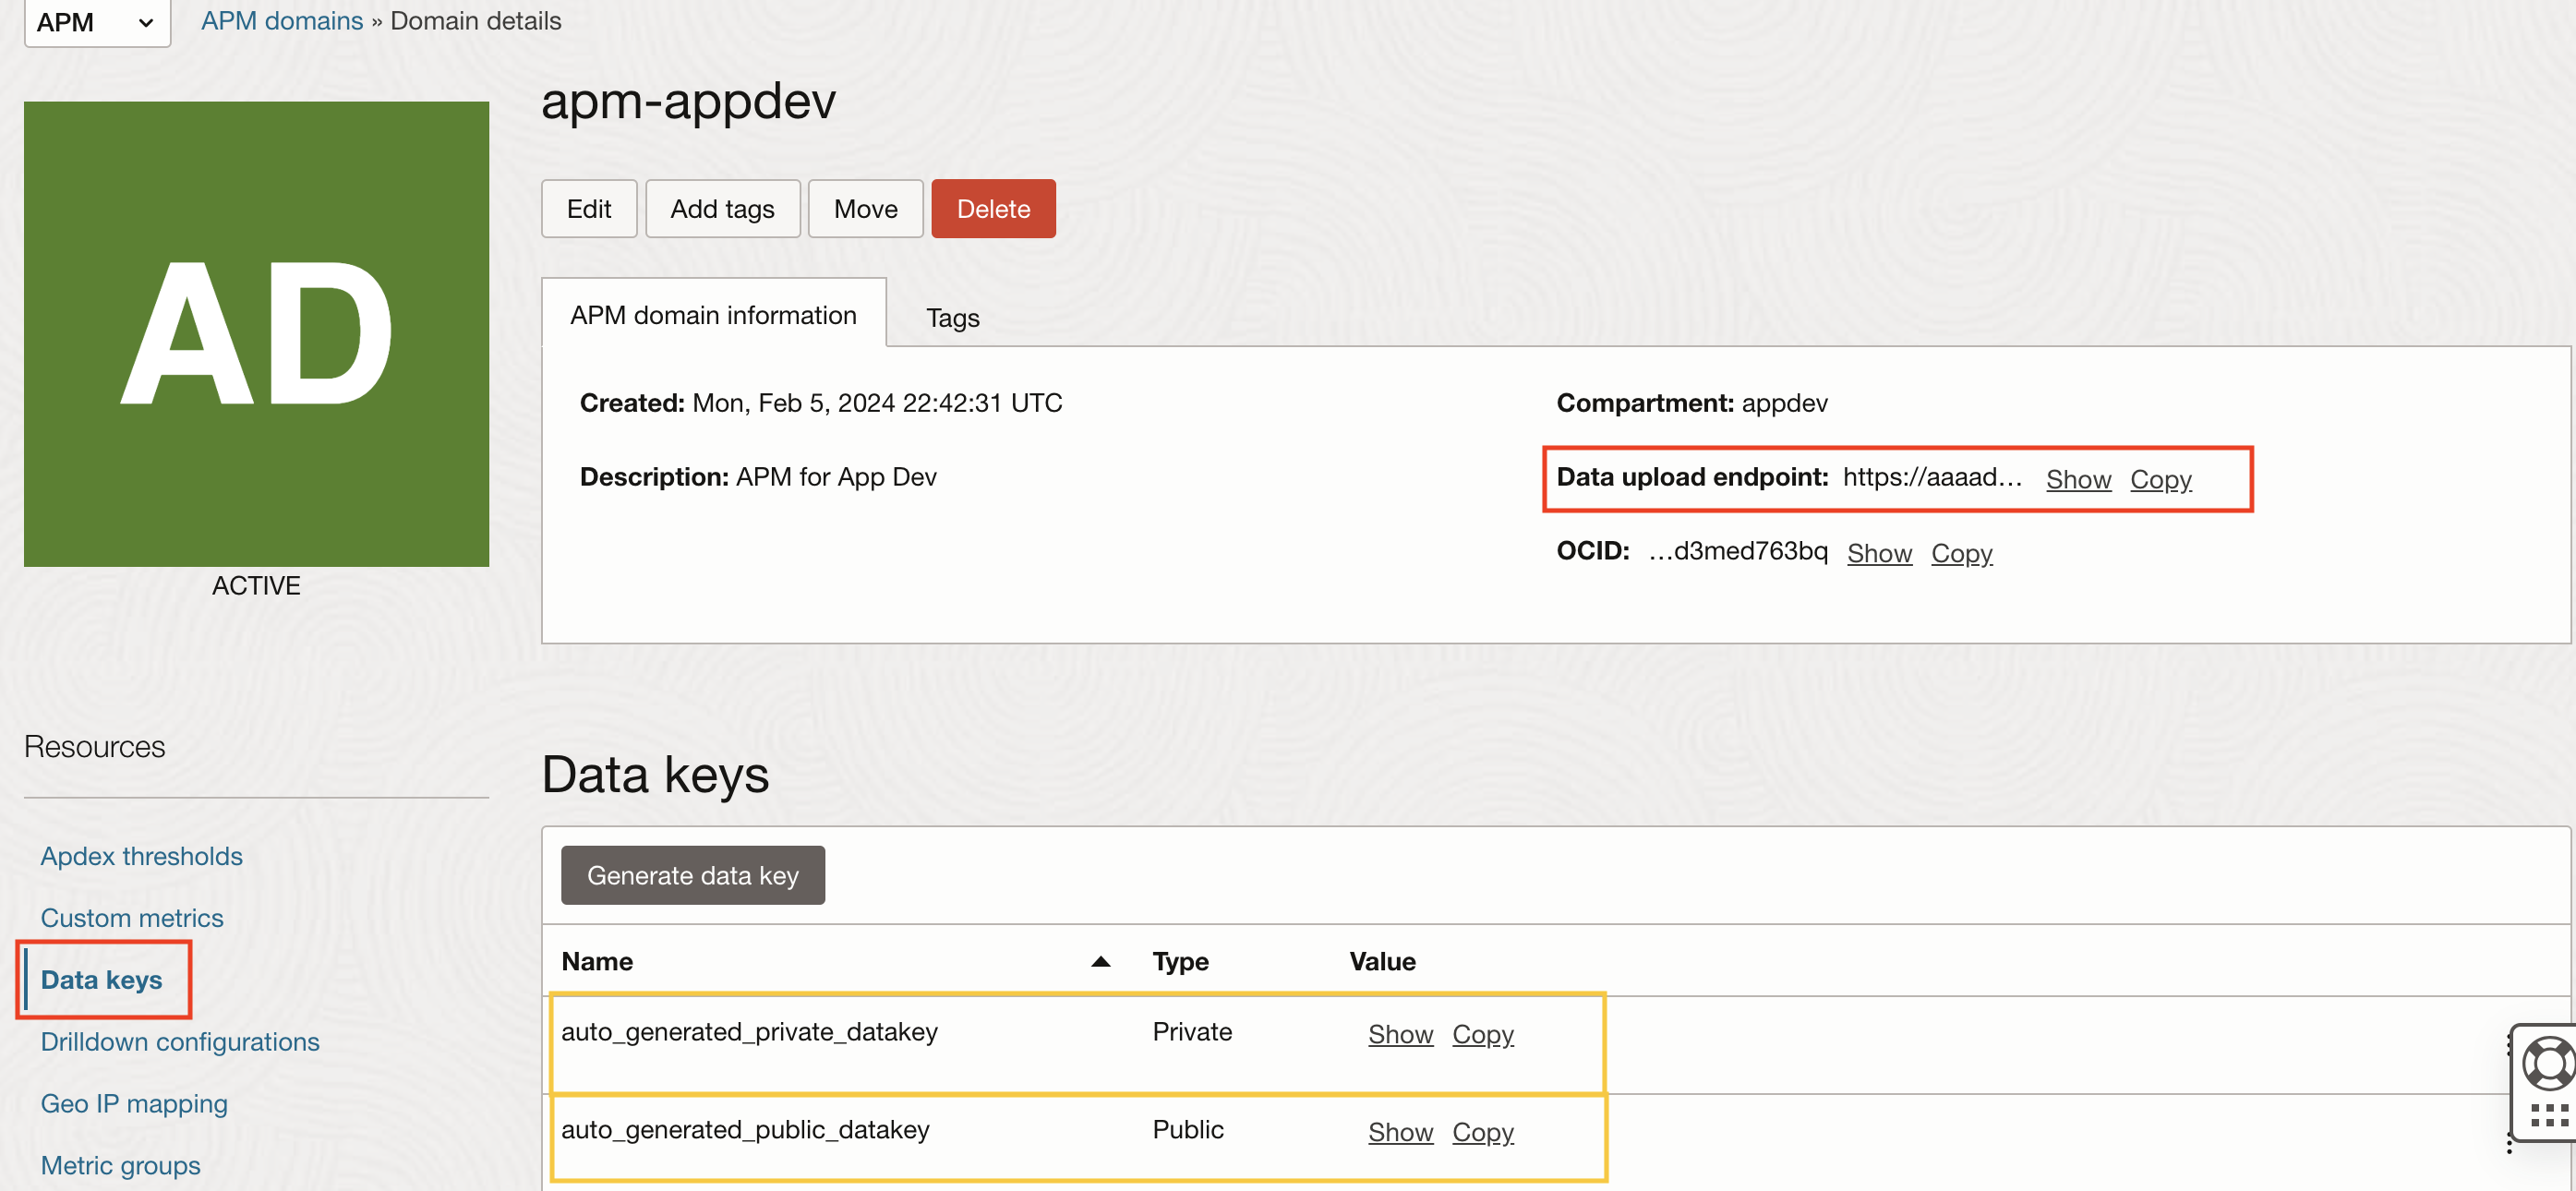 APM
APM domains » Domain details
AD
ACTIVE
apm-appdev
Edit
Add tags
Move
Delete
APM domain information
Tags
Created: Mon, Feb 5, 2024 22:42:31 UTC
Description: APM for App Dev
Compartment: appdev
Data upload endpoint: https://aaaad... Show Copy
OCID: ...d3med763bq Show Copy
Resources
Apdex thresholds
Custom metrics
Data keys
Drilldown configurations
Geo IP mapping
Metric groups
Data keys
Generate data key
Name Type Value
auto_generated_private_datakey Private Show Copy
auto_generated_public_datakey Public Show Copy